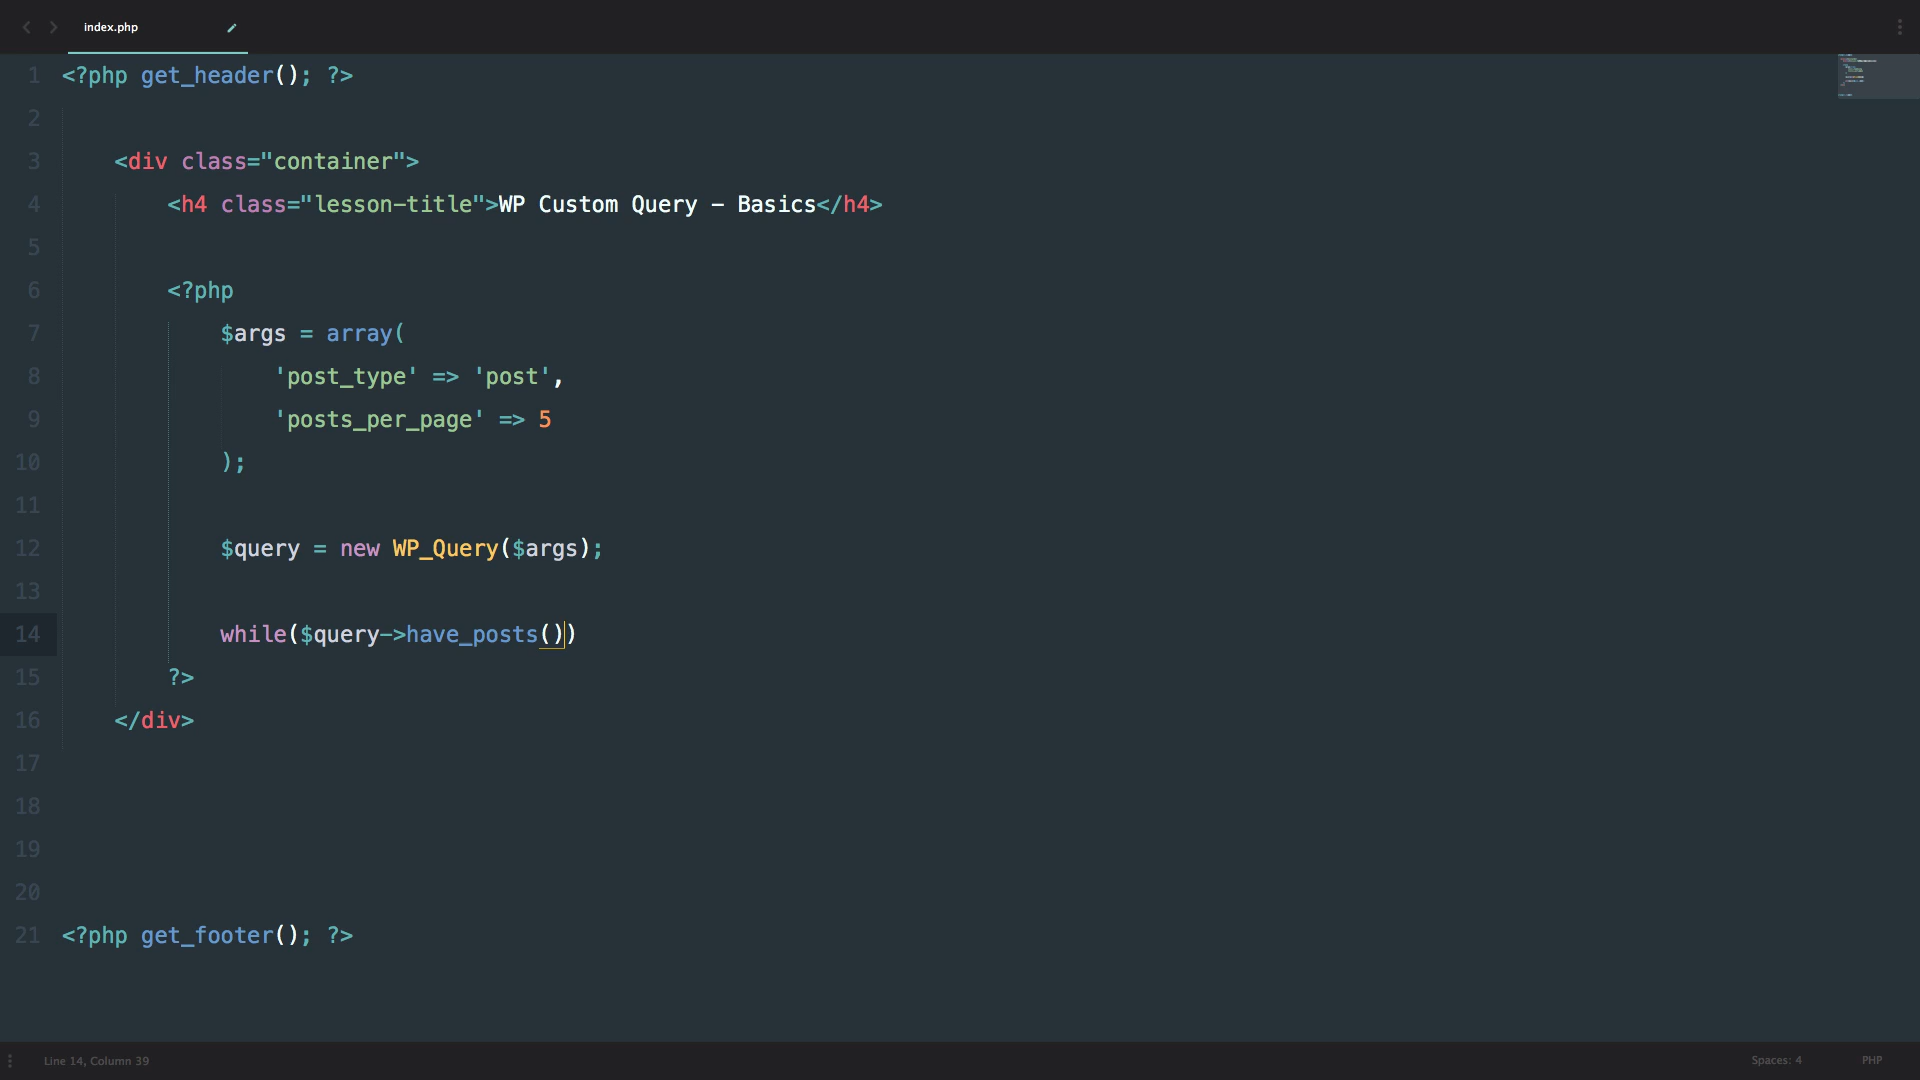 index.php
1 <?php get_header(); ?>
2
3 <div class="container">
4 <h4 class="lesson-title">WP Custom Query - Basics</h4>
5
6 <?php
7 $args = array(
8 'post_type' => 'post',
9 'posts_per_page' => 5
10 );
11
12 $query = new WP_Query($args);
13
14 while($query->have_posts())
15 ?>
16 </div>
17
18
19
20
21 <?php get_footer(); ?>
Line 14, Column 39
Spaces: 4 PHP